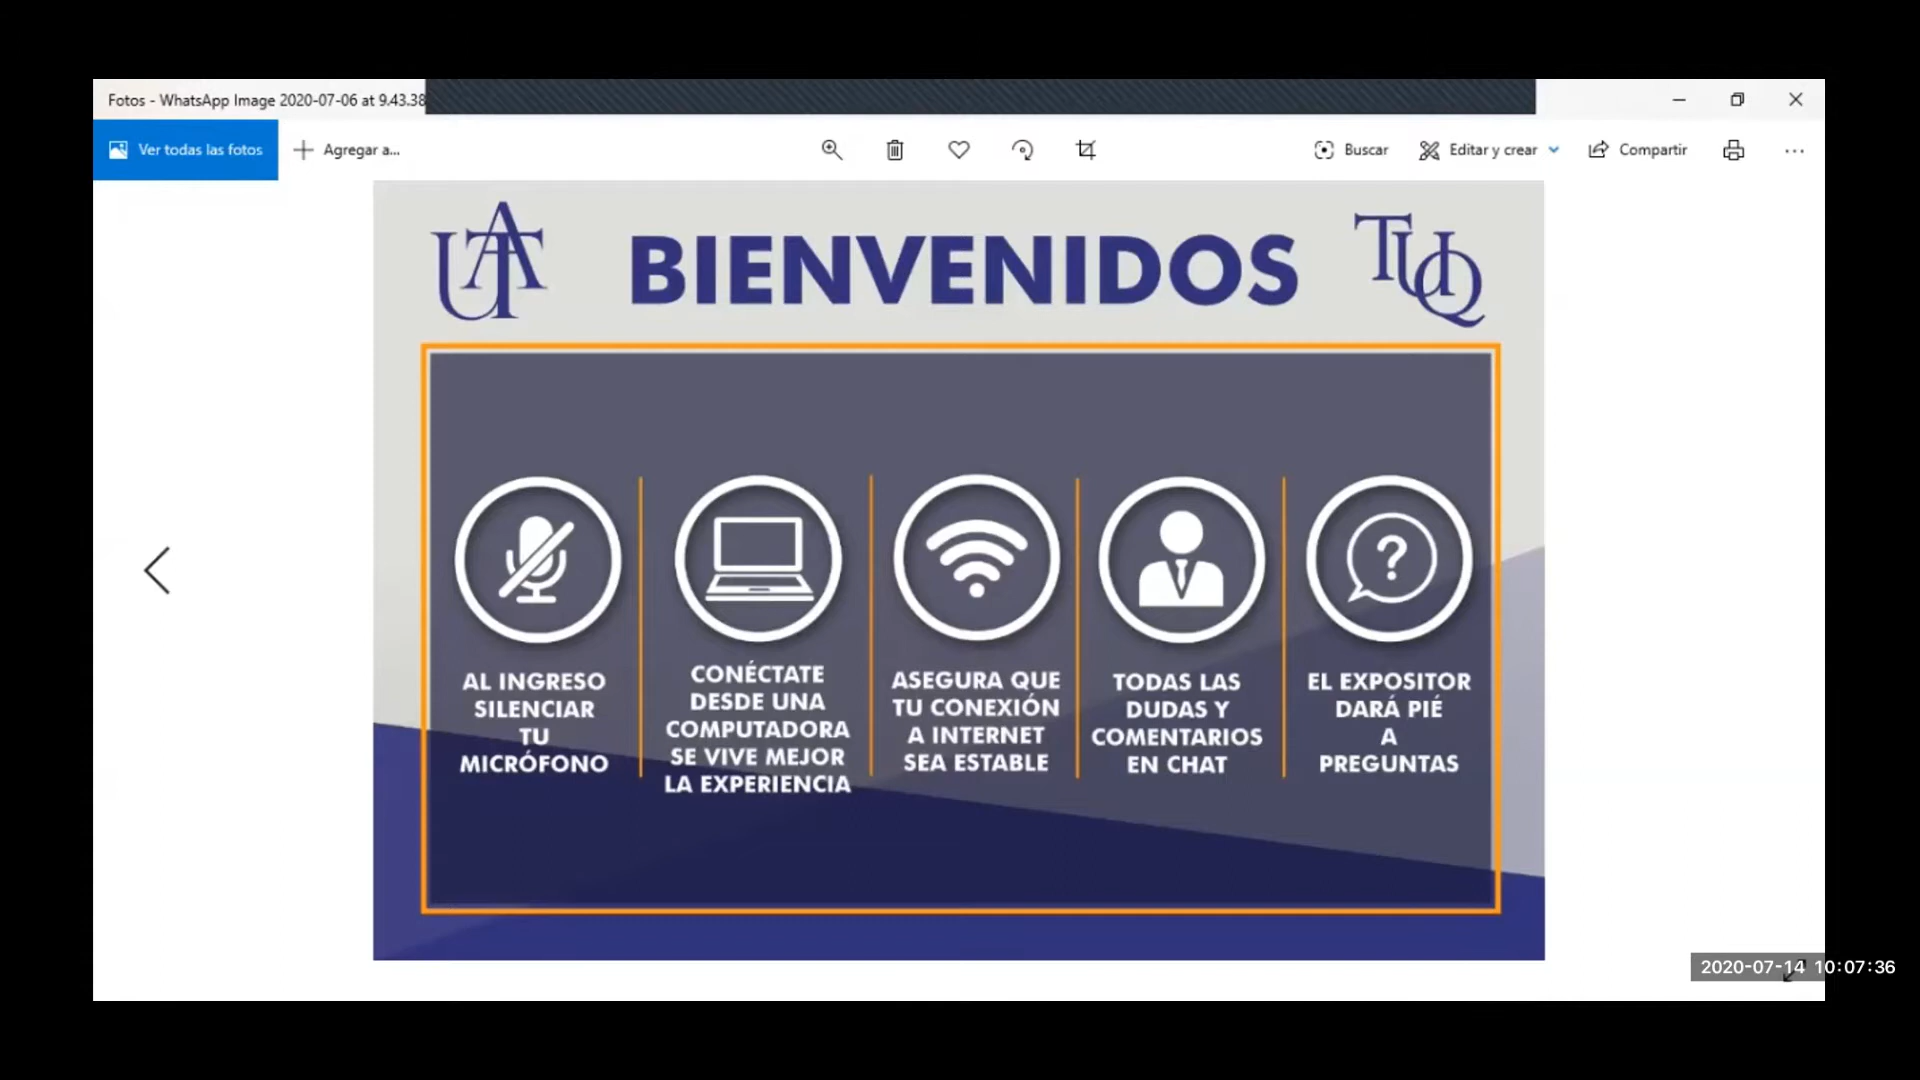 Fotos - WhatsApp Image 2020-07-06 at 9.43.38
Ver todas las fotos
Agregar a...
Buscar
Editar y crear
Compartir
UTA
BIENVENIDOS
TUQ
AL INGRESO
SILENCIAR
TU
MICRÓFONO
CONÉCTATE
DESDE UNA
COMPUTADORA
SE VIVE MEJOR
LA EXPERIENCIA
ASEGURA QUE
TU CONEXIÓN
A INTERNET
SEA ESTABLE
TODAS LAS
DUDAS Y
COMENTARIOS
EN CHAT
EL EXPOSITOR
DARÁ PIÉ
A
PREGUNTAS
2020-07-14 10:07:36